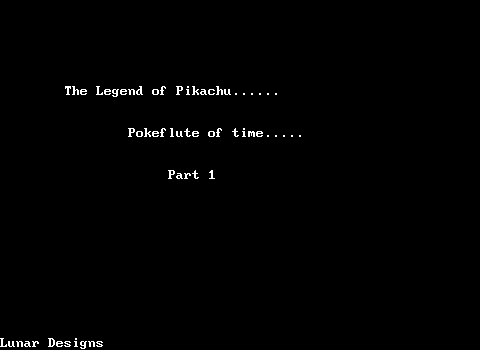 The Legend of Pikachu......
Pokeflute of time.....
Part 1
Lunar Designs